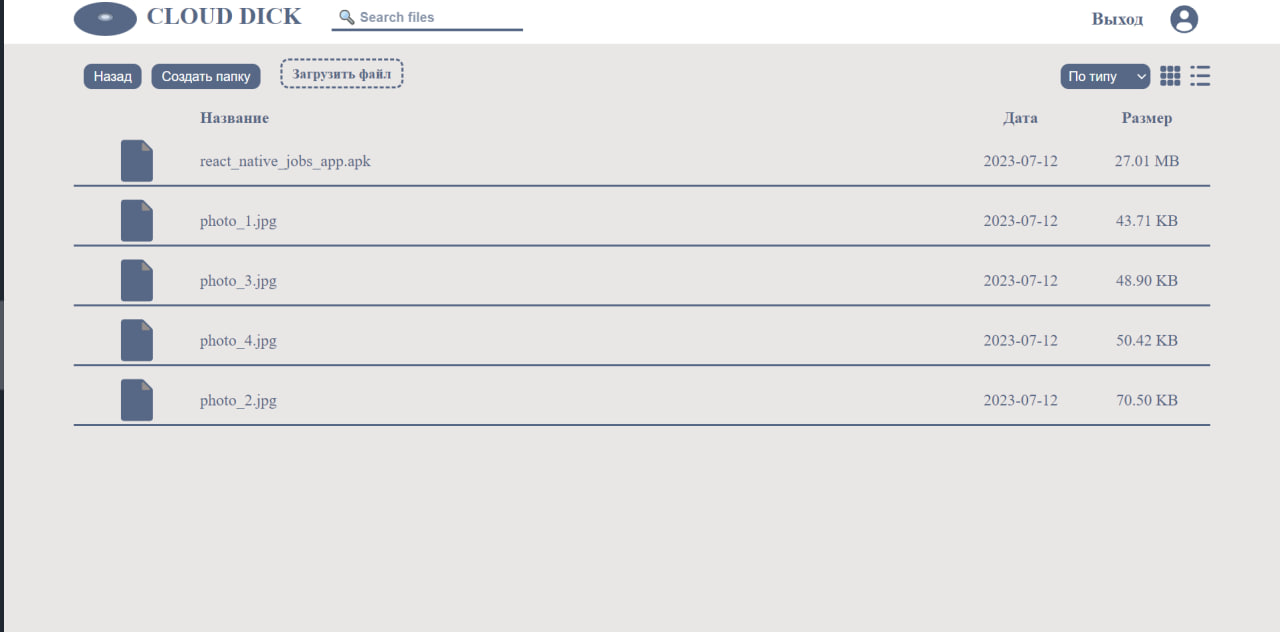 CLOUD DICK Search files Выход
Назад Создать папку Загрузить файл По типу
Название Дата Размер
react_native_jobs_app.apk 2023-07-12 27.01 MB
photo_1.jpg 2023-07-12 43.71 KB
photo_3.jpg 2023-07-12 48.90 KB
photo_4.jpg 2023-07-12 50.42 KB
photo_2.jpg 2023-07-12 70.50 KB